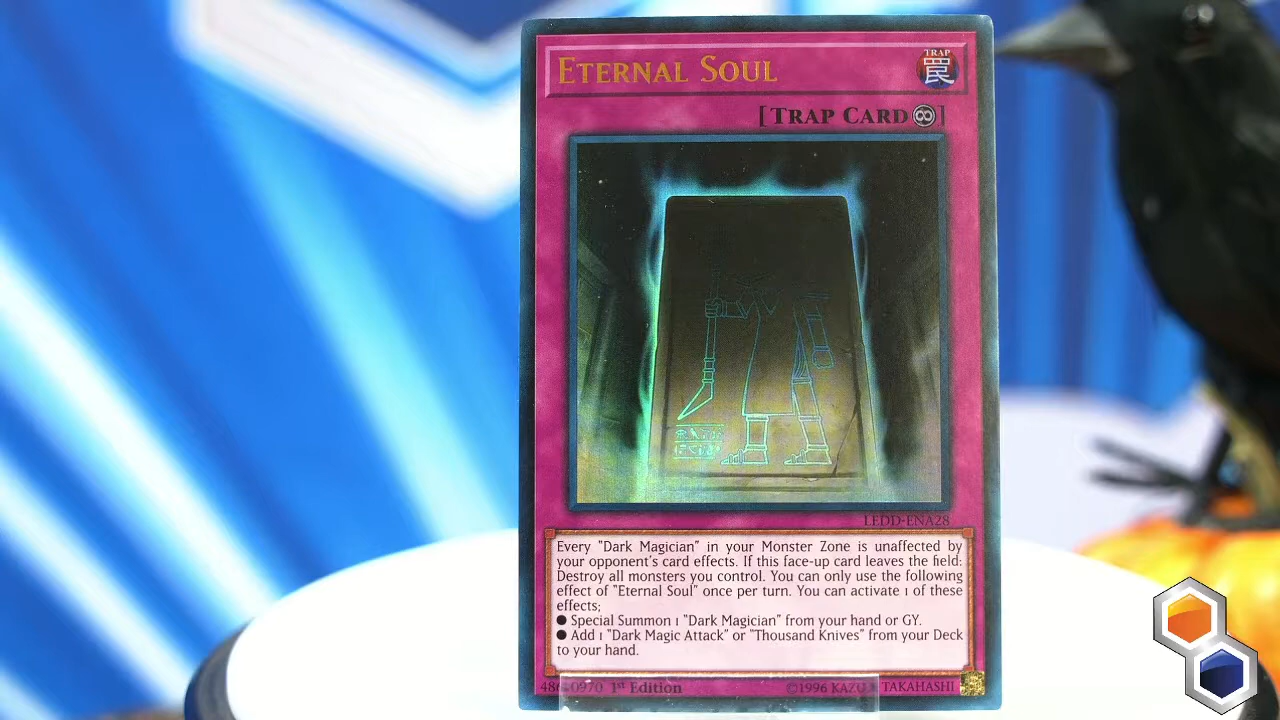 ETERNAL SOUL
TRAP
罠
[TRAP CARD]
LEDD-ENA28
Every "Dark Magician" in your Monster Zone is unaffected by
your opponent's card effects. If this face-up card leaves the field:
Destroy all monsters you control. You can only use the following
effect of "Eternal Soul" once per turn. You can activate 1 of these
effects;
● Special Summon 1 "Dark Magician" from your hand or GY.
● Add 1 "Dark Magic Attack" or "Thousand Knives" from your Deck
to your hand.
1st Edition
©1996 KAZUKI TAKAHASHI